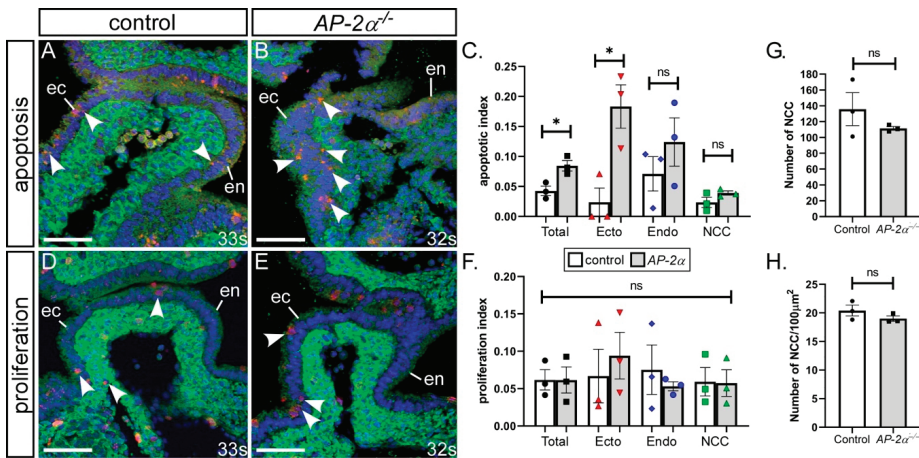 control
AP-2α-/-
apoptosis
A
ec
en
33s
B
en
32s
C.
apoptotic index
0.25
0.20
0.15
0.10
0.05
0.00
*
*
ns
ns
Total
Ecto
Endo
NCC
G.
Number of NCC
180
160
140
120
100
80
60
40
20
0
ns
Control
AP-2α-/-
proliferation
D
ec
en
33s
E
ec
en
32s
F.
control
AP-2α
proliferation index
0.20
0.15
0.10
0.05
0.00
ns
Total
Ecto
Endo
NCC
H.
Number of NCC/100μm²
25
20
15
10
5
0
ns
Control
AP-2α-/-